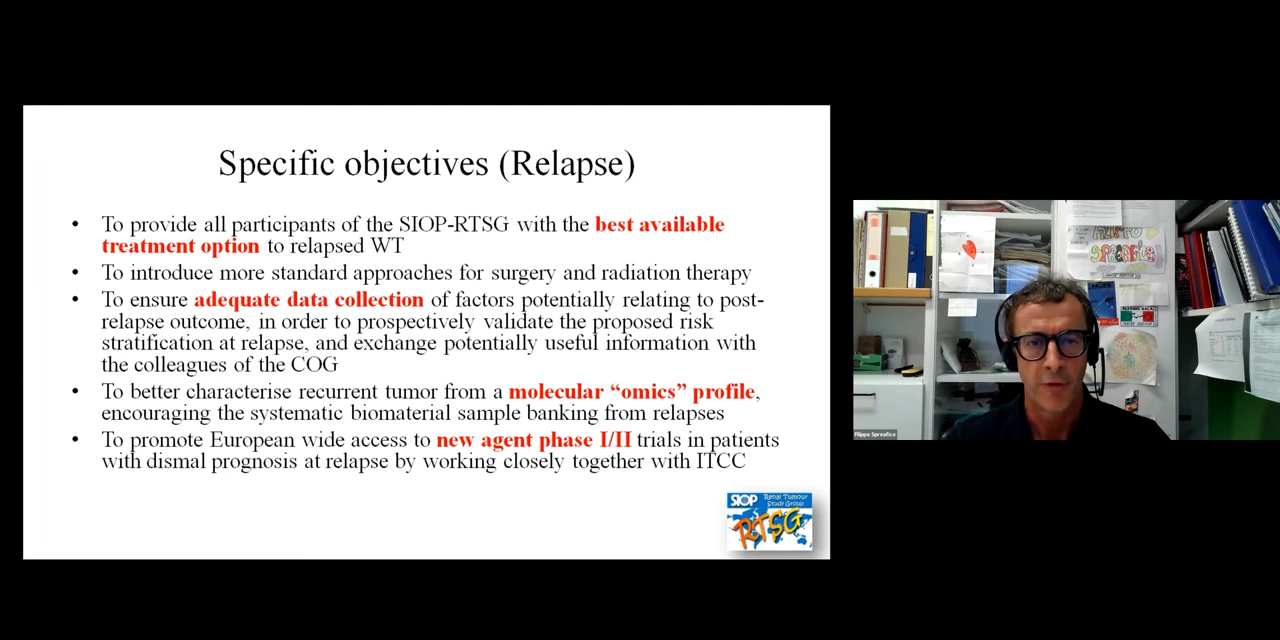 Specific objectives (Relapse)
• To provide all participants of the SIOP-RTSG with the best available
treatment option to relapsed WT
• To introduce more standard approaches for surgery and radiation therapy
• To ensure adequate data collection of factors potentially relating to post-
relapse outcome, in order to prospectively validate the proposed risk
stratification at relapse, and exchange potentially useful information with
the colleagues of the COG
• To better characterise recurrent tumor from a molecular “omics” profile,
encouraging the systematic biomaterial sample banking from relapses
• To promote European wide access to new agent phase I/II trials in patients
with dismal prognosis at relapse by working closely together with ITCC
SIOP
Renal Tumour
Study Group
RTSG
FILIPPO
SPREAFICO
Filippo Spreafico